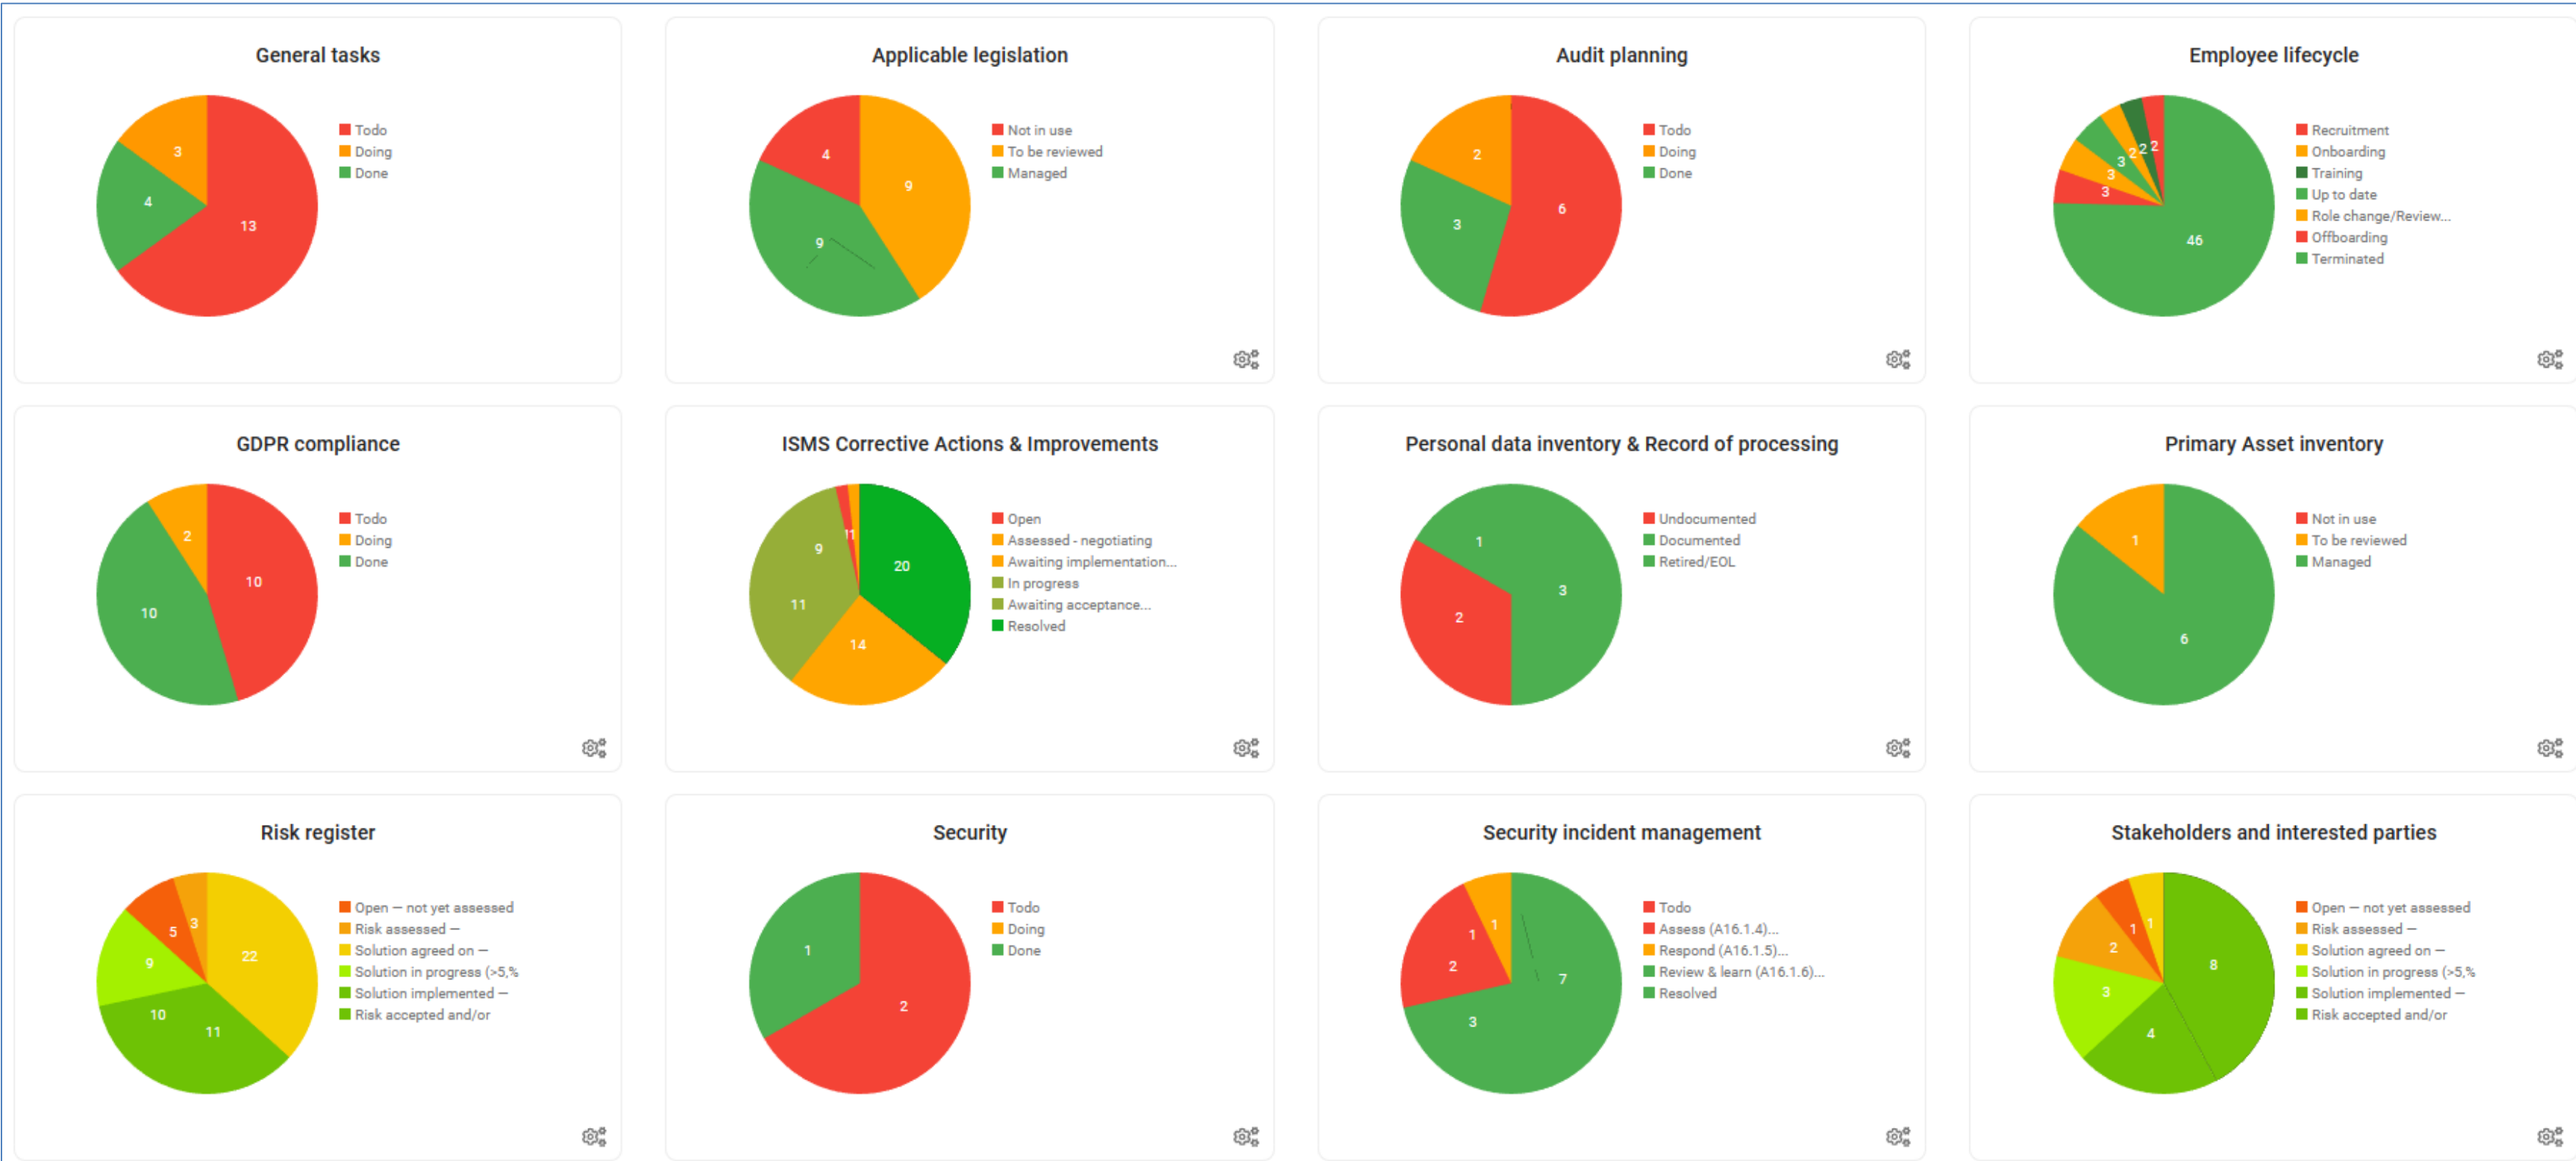 General tasks
3
4
13
Todo
Doing
Done
Applicable legislation
4
9
9
Not in use
To be reviewed
Managed
Audit planning
2
3
6
Todo
Doing
Done
Employee lifecycle
2
2
2
3
3
3
46
Recruitment
Onboarding
Training
Up to date
Role change/Review...
Offboarding
Terminated
GDPR compliance
2
10
10
Todo
Doing
Done
ISMS Corrective Actions & Improvements
1
1
9
20
11
14
Open
Assessed - negotiating
Awaiting implementation...
In progress
Awaiting acceptance...
Resolved
Personal data inventory & Record of processing
1
3
2
Undocumented
Documented
Retired/EOL
Primary Asset inventory
1
6
Not in use
To be reviewed
Managed
Risk register
3
5
22
9
10
11
Open — not yet assessed
Risk assessed —
Solution agreed on —
Solution in progress (>5,%
Solution implemented —
Risk accepted and/or
Security
1
2
Todo
Doing
Done
Security incident management
1
1
2
7
3
Todo
Assess (A16.1.4)...
Respond (A16.1.5)...
Review & learn (A16.1.6)...
Resolved
Stakeholders and interested parties
1
1
2
8
3
4
Open — not yet assessed
Risk assessed —
Solution agreed on —
Solution in progress (>5,%
Solution implemented —
Risk accepted and/or